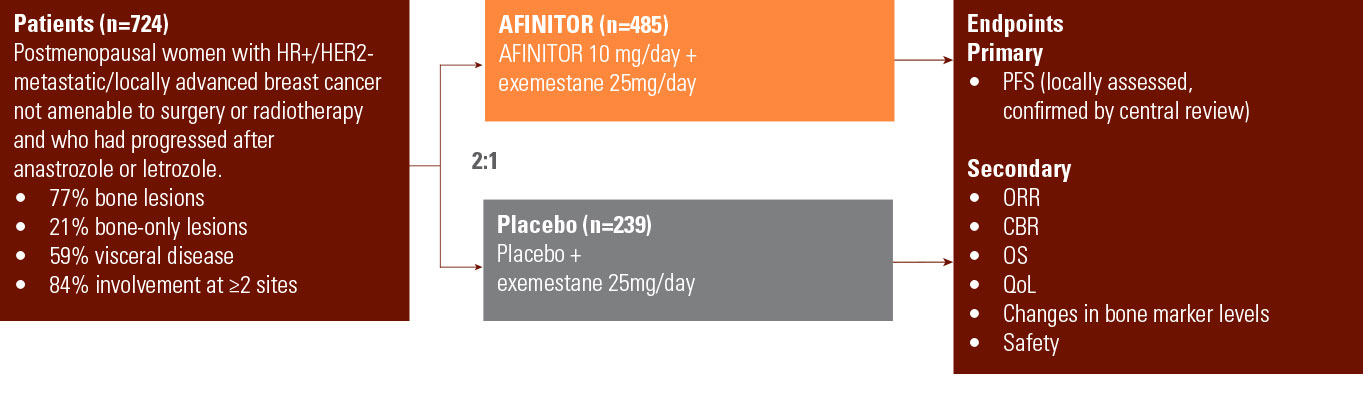 Patients (n=724)
Postmenopausal women with HR+/HER2-
metastatic/locally advanced breast cancer
not amenable to surgery or radiotherapy
and who had progressed after
anastrozole or letrozole.
• 77% bone lesions
• 21% bone-only lesions
• 59% visceral disease
• 84% involvement at ≥2 sites
2:1
AFINITOR (n=485)
AFINITOR 10 mg/day +
exemestane 25mg/day
Placebo (n=239)
Placebo +
exemestane 25mg/day
Endpoints
Primary
• PFS (locally assessed,
confirmed by central review)
Secondary
• ORR
• CBR
• OS
• QoL
• Changes in bone marker levels
• Safety